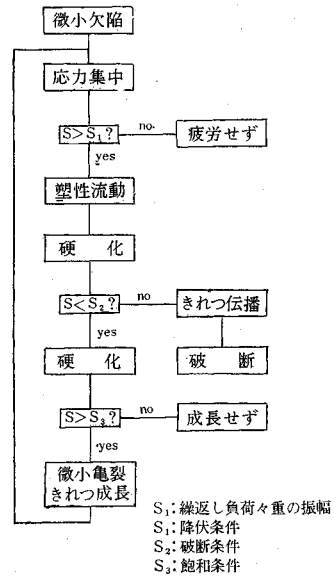 微小欠陥
応力集中
S>S₁?
no
疲労せず
yes
塑性流動
硬 化
S<S₂?
no
きれつ伝播
yes
硬 化
破 断
S>S₃?
no
成長せず
yes
微小亀裂
きれつ成長
S₁:繰返し負荷々重の振幅
S₁:降伏条件
S₂:破断条件
S₃:飽和条件